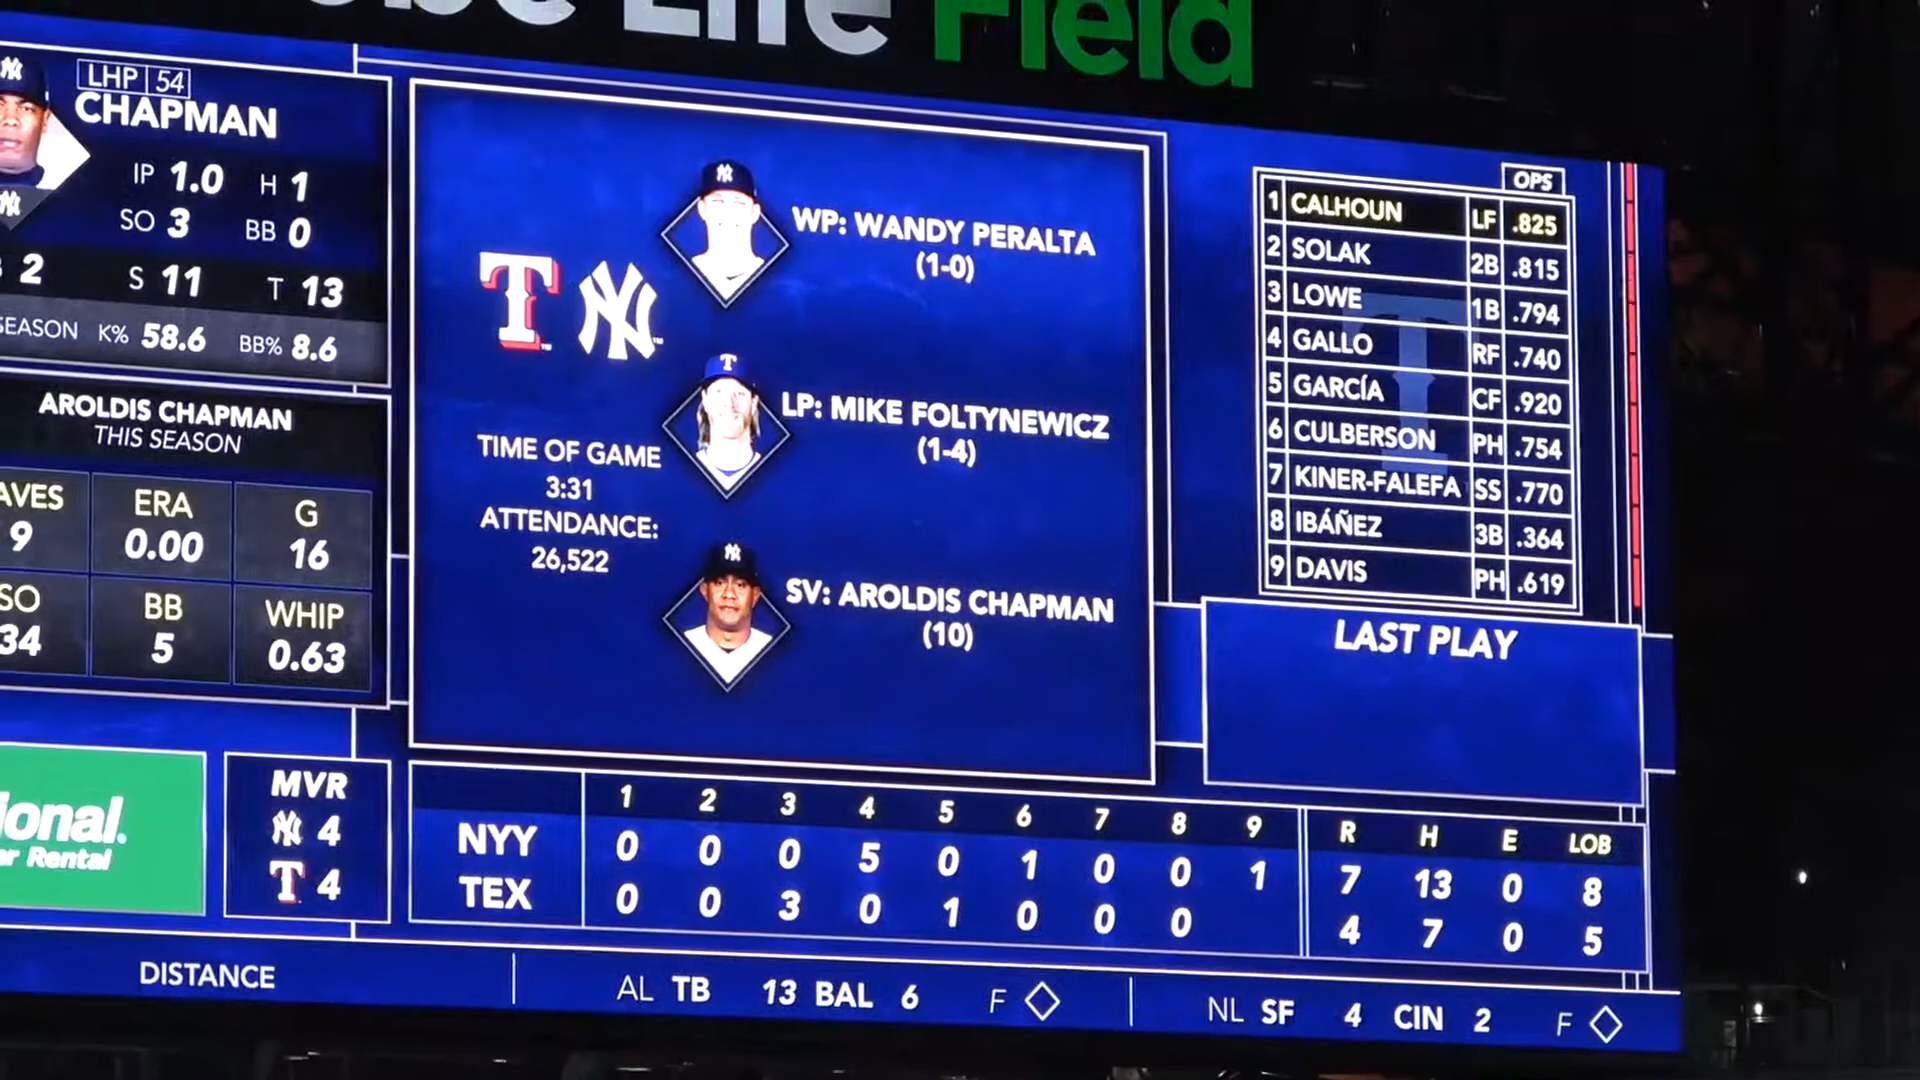 Life Field
LHP 54
CHAPMAN
IP 1.0 H 1
SO 3 BB 0
2 S 11 T 13
SEASON K% 58.6 BB% 8.6
AROLDIS CHAPMAN
THIS SEASON
AVES ERA G
9 0.00 16
SO BB WHIP
34 5 0.63
ional.
ar Rental
MVR
NY 4
T 4
DISTANCE
T NY
TIME OF GAME
3:31
ATTENDANCE:
26,522
WP: WANDY PERALTA
(1-0)
LP: MIKE FOLTYNEWICZ
(1-4)
SV: AROLDIS CHAPMAN
(10)
OPS
1 CALHOUN LF .825
2 SOLAK 2B .815
3 LOWE 1B .794
4 GALLO RF .740
5 GARCÍA CF .920
6 CULBERSON PH .754
7 KINER-FALEFA SS .770
8 IBÁÑEZ 3B .364
9 DAVIS PH .619
LAST PLAY
1 2 3 4 5 6 7 8 9 R H E LOB
NYY 0 0 0 5 0 1 0 0 1 7 13 0 8
TEX 0 0 3 0 1 0 0 0 4 7 0 5
AL TB 13 BAL 6 F
NL SF 4 CIN 2 F